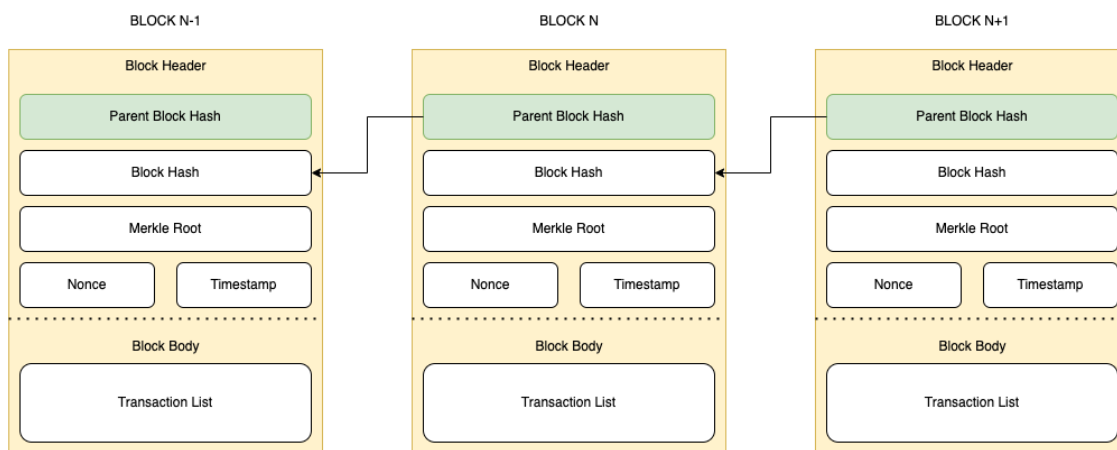 BLOCK N-1
Block Header
Parent Block Hash
Block Hash
Merkle Root
Nonce
Timestamp
Block Body
Transaction List
BLOCK N
Block Header
Parent Block Hash
Block Hash
Merkle Root
Nonce
Timestamp
Block Body
Transaction List
BLOCK N+1
Block Header
Parent Block Hash
Block Hash
Merkle Root
Nonce
Timestamp
Block Body
Transaction List